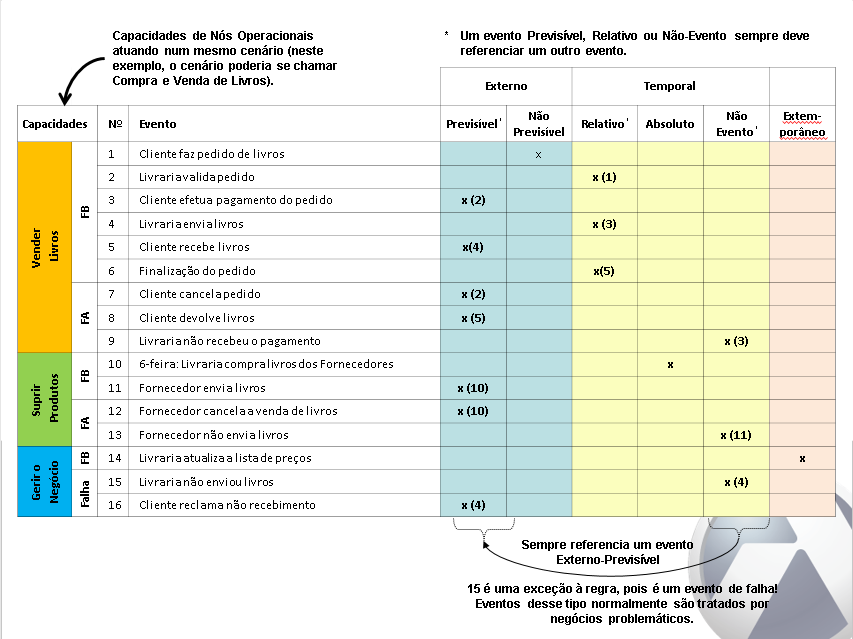 Capacidades de Nós Operacionais
atuando num mesmo cenário (neste
exemplo, o cenário poderia se chamar
Compra e Venda de Livros).
* Um evento Previsível, Relativo ou Não-Evento sempre deve
referenciar um outro evento.
Externo Temporal
Capacidades Nº Evento Previsível* Não Previsível Relativo* Absoluto Não Evento* Extem-porâneo
Vender Livros
FB
1 Cliente faz pedido de livros x
2 Livraria valida pedido x (1)
3 Cliente efetua pagamento do pedido x (2)
4 Livraria envia livros x (3)
5 Cliente recebe livros x(4)
6 Finalização do pedido x(5)
FA
7 Cliente cancela pedido x (2)
8 Cliente devolve livros x (5)
9 Livraria não recebeu o pagamento x (3)
Suprir Produtos
FB
10 6-feira: Livraria compra livros dos Fornecedores x
11 Fornecedor envia livros x (10)
FA
12 Fornecedor cancela a venda de livros x (10)
13 Fornecedor não envia livros x (11)
Gerir o Negócio
FB
14 Livraria atualiza a lista de preços x
Falha
15 Livraria não enviou livros x (4)
16 Cliente reclama não recebimento x (4)
Sempre referencia um evento
Externo-Previsível
15 é uma exceção à regra, pois é um evento de falha!
Eventos desse tipo normalmente são tratados por
negócios problemáticos.